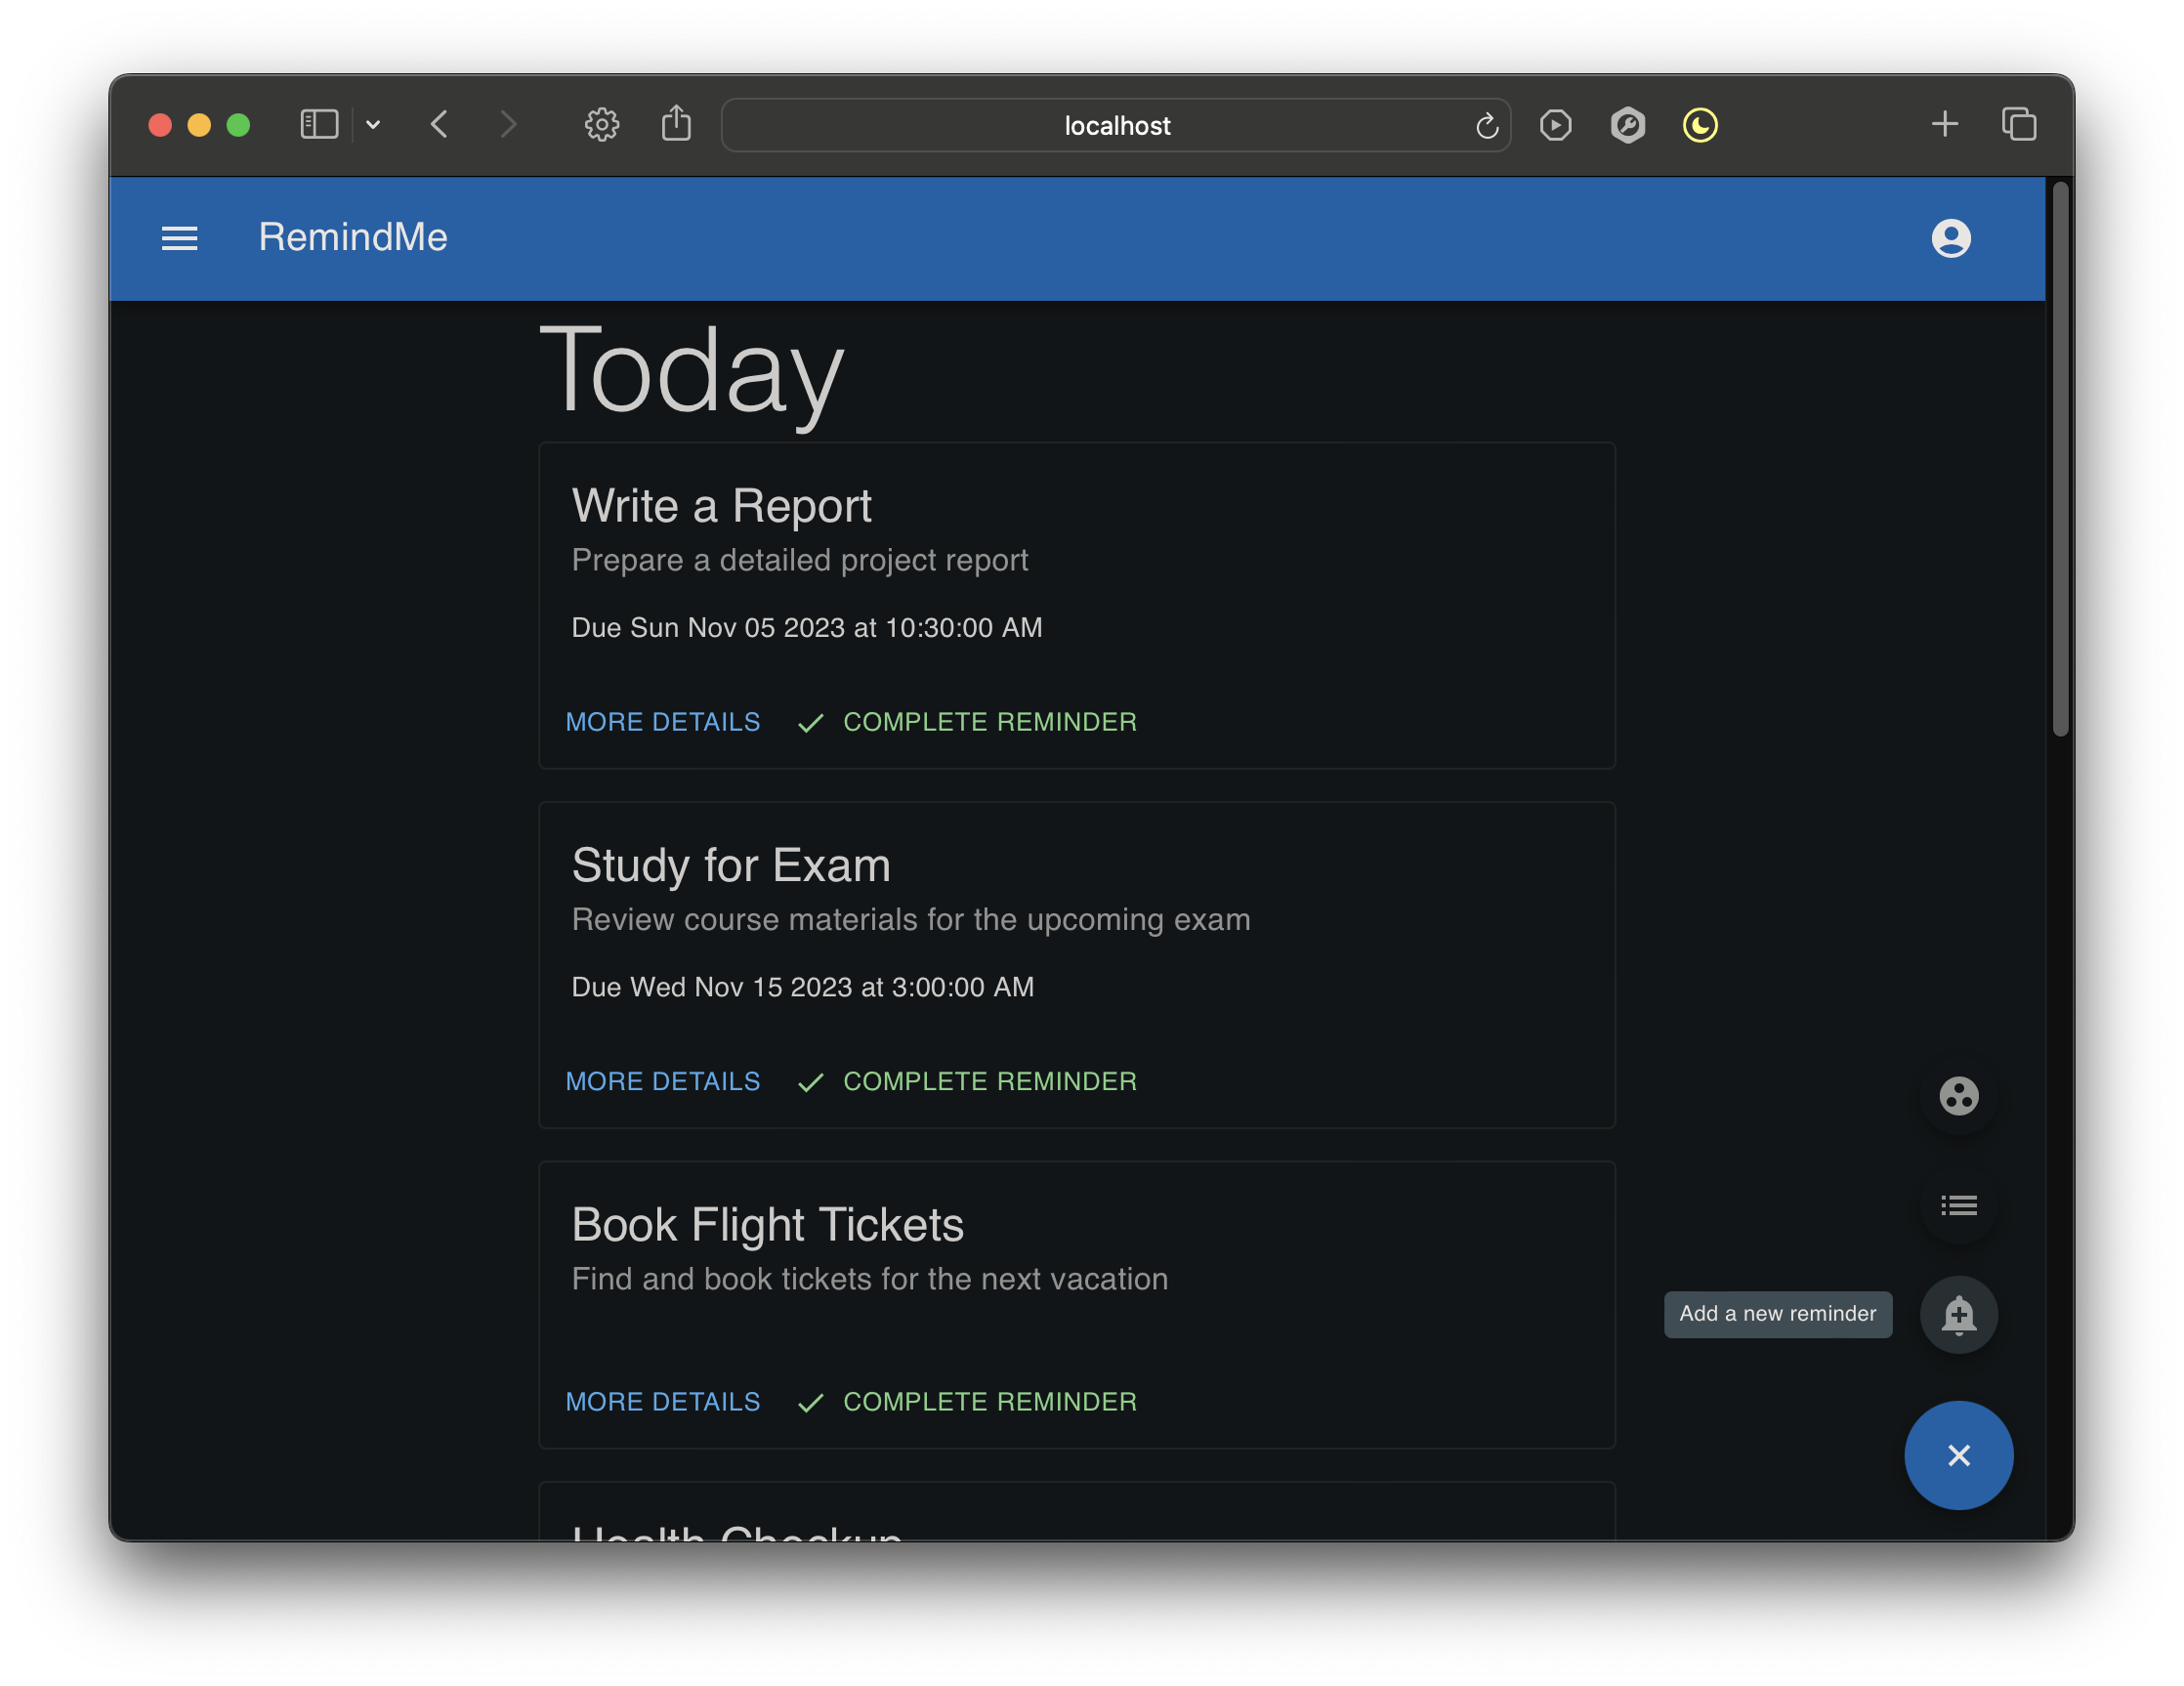 localhost
RemindMe
Today
Write a Report
Prepare a detailed project report
Due Sun Nov 05 2023 at 10:30:00 AM
MORE DETAILS COMPLETE REMINDER
Study for Exam
Review course materials for the upcoming exam
Due Wed Nov 15 2023 at 3:00:00 AM
MORE DETAILS COMPLETE REMINDER
Book Flight Tickets
Find and book tickets for the next vacation
Add a new reminder
MORE DETAILS COMPLETE REMINDER
Health Checkup